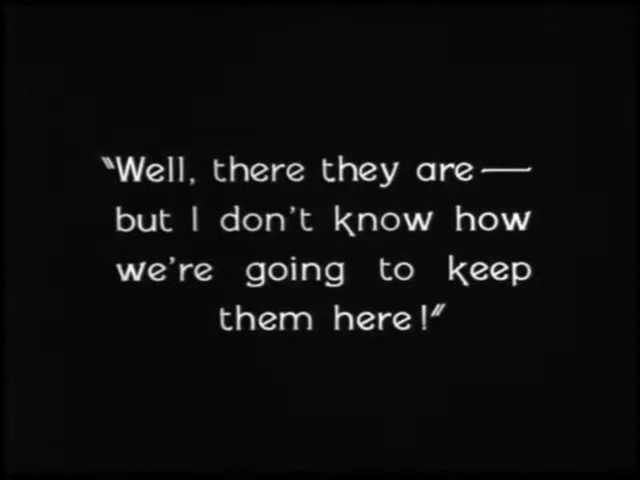 "Well, there they are—
but I don't know how
we're going to keep
them here!"